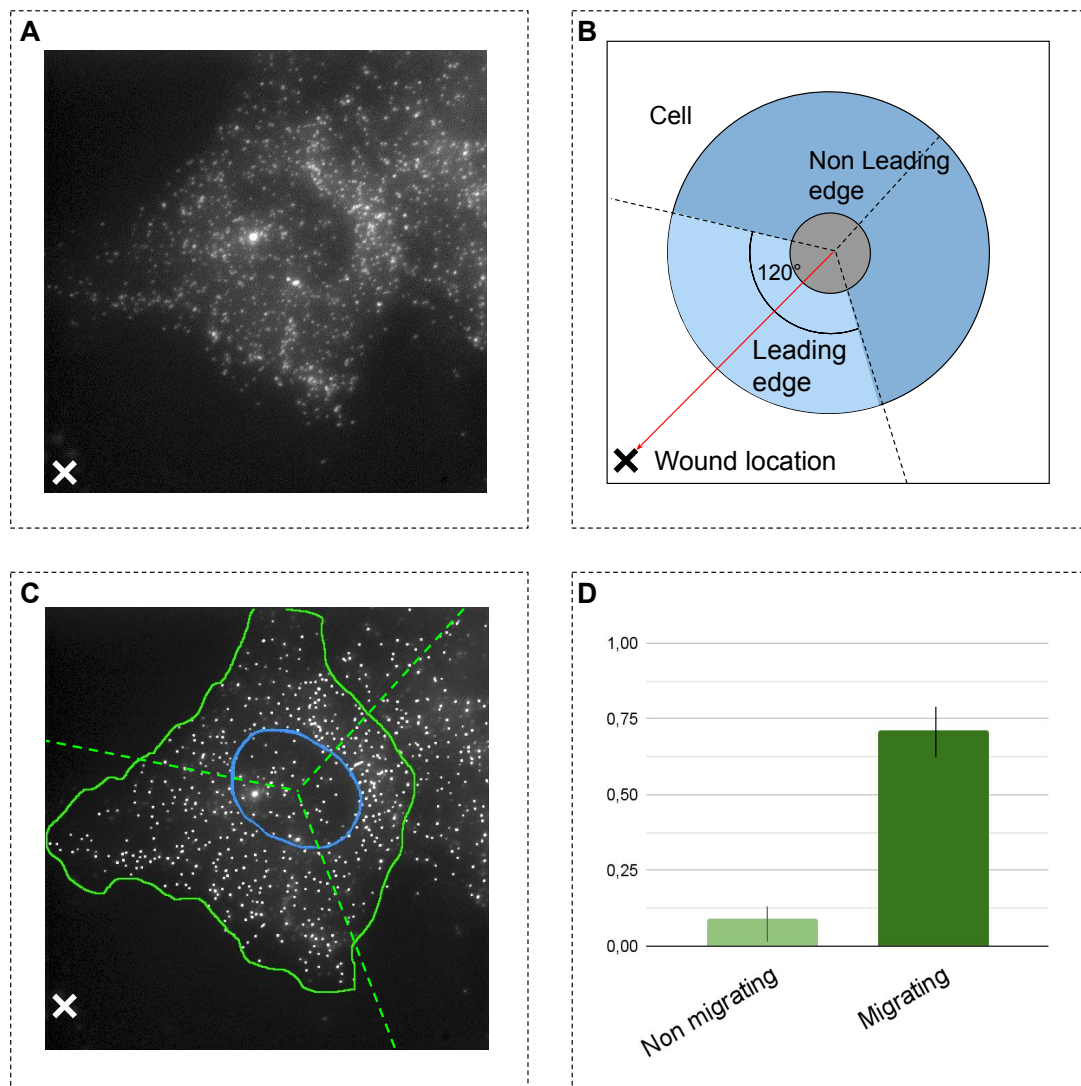 A
B
Cell
Non Leading
edge
120°
Leading
edge
Wound location
C
D
1,00
0,75
0,50
0,25
0,00
Non migrating
Migrating